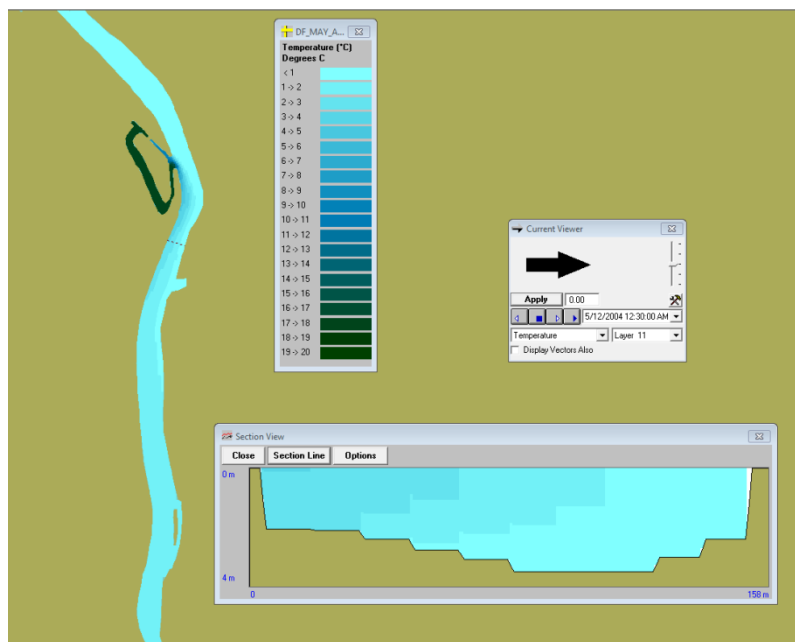 DF_MAY_A...
Temperature (°C)
Degrees C
< 1
1 -> 2
2 -> 3
3 -> 4
4 -> 5
5 -> 6
6 -> 7
7 -> 8
8 -> 9
9 -> 10
10 -> 11
11 -> 12
12 -> 13
13 -> 14
14 -> 15
15 -> 16
16 -> 17
17 -> 18
18 -> 19
19 -> 20
Current Viewer
Apply 0.00
5/12/2004 12:30:00 AM
Temperature Layer 11
Display Vectors Also
Section View
Close Section Line Options
0 m
4 m
0 158 m